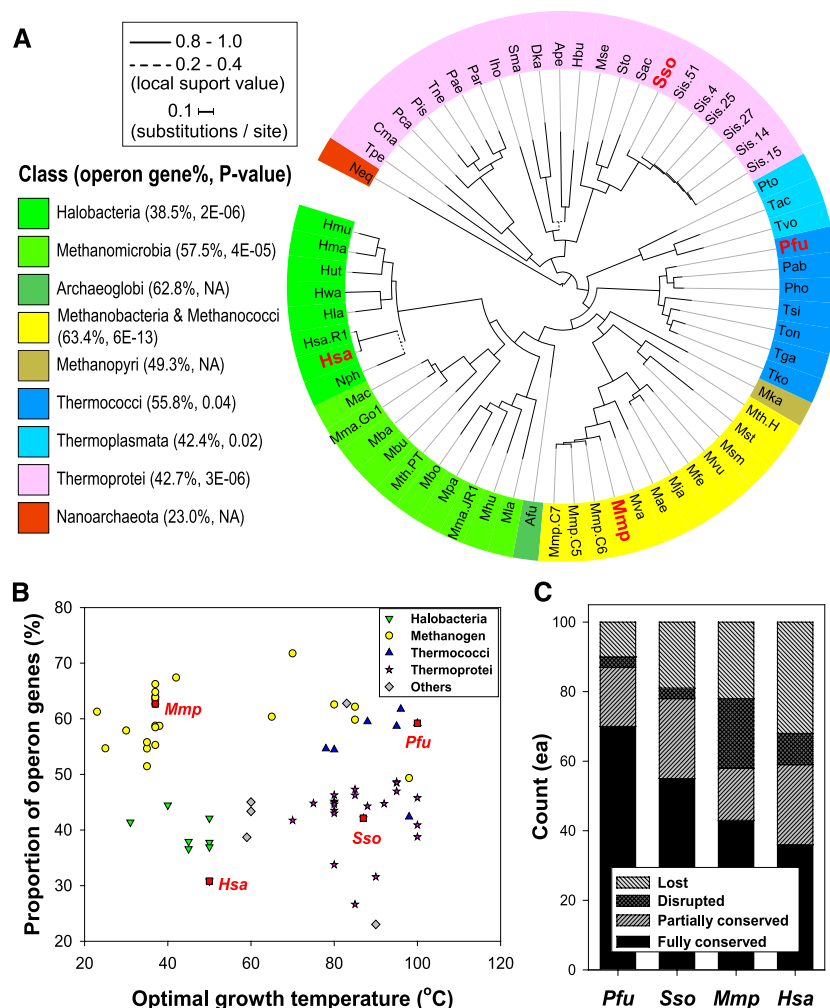 A
0.8 - 1.0
0.2 - 0.4
(local suport value)
0.1
(substitutions / site)
Class (operon gene%, P-value)
Halobacteria (38.5%, 2E-06)
Methanomicrobia (57.5%, 4E-05)
Archaeoglobi (62.8%, NA)
Methanobacteria & Methanococci
(63.4%, 6E-13)
Methanopyri (49.3%, NA)
Thermococci (55.8%, 0.04)
Thermoplasmata (42.4%, 0.02)
Thermoprotei (42.7%, 3E-06)
Nanoarchaeota (23.0%, NA)
Neq
Tpe
Cma
Pca
Pis
Tne
Pae
Par
Iho
Sma
Dka
Ape
Hbu
Mse
Sto
Sac
Sso
Sis.51
Sis.4
Sis.25
Sis.27
Sis.14
Sis.15
Pto
Tac
Tvo
Pfu
Pab
Pho
Tsi
Ton
Tga
Tko
Mka
Mth.H
Mst
Msm
Mvu
Mfe
Mja
Mae
Mva
Mmp
Mmp.C6
Mmp.C5
Mmp.C7
Afu
Mla
Mhu
Mma.JR1
Mpa
Mbo
Mth.PT
Mbu
Mba
Mma.Go1
Mac
Nph
Hsa
Hsa.R1
Hla
Hwa
Hut
Hma
Hmu
B
Proportion of operon genes (%)
80
70
60
50
40
30
20
Halobacteria
Methanogen
Thermococci
Thermoprotei
Others
Mmp
Pfu
Sso
Hsa
20 40 60 80 100 120
Optimal growth temperature (°C)
C
Count (ea)
100
80
60
40
20
0
Lost
Disrupted
Partially conserved
Fully conserved
Pfu Sso Mmp Hsa